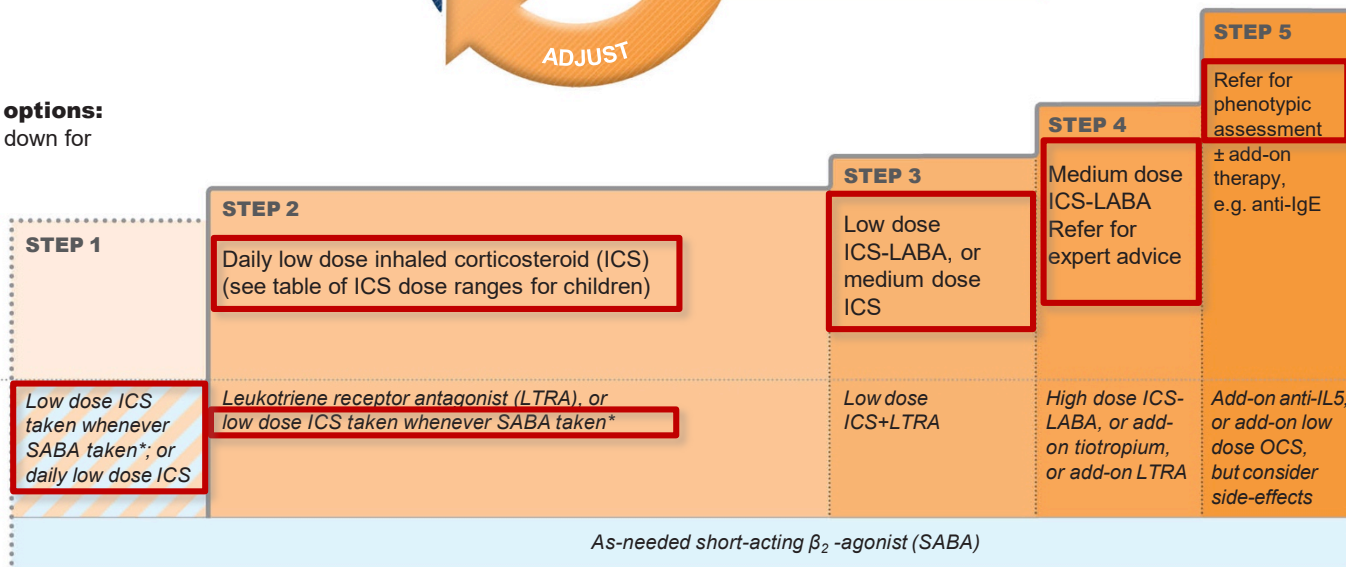 ADJUST
options:
down for
STEP 1
STEP 2
Daily low dose inhaled corticosteroid (ICS)
(see table of ICS dose ranges for children)
STEP 3
Low dose
ICS-LABA, or
medium dose
ICS
STEP 4
Medium dose
ICS-LABA
Refer for
expert advice
STEP 5
Refer for
phenotypic
assessment
± add-on
therapy,
e.g. anti-IgE
Low dose ICS
taken whenever
SABA taken*; or
daily low dose ICS
Leukotriene receptor antagonist (LTRA), or
low dose ICS taken whenever SABA taken*
Low dose
ICS+LTRA
High dose ICS-
LABA, or add-
on tiotropium,
or add-on LTRA
Add-on anti-IL5,
or add-on low
dose OCS,
but consider
side-effects
As-needed short-acting β₂ -agonist (SABA)